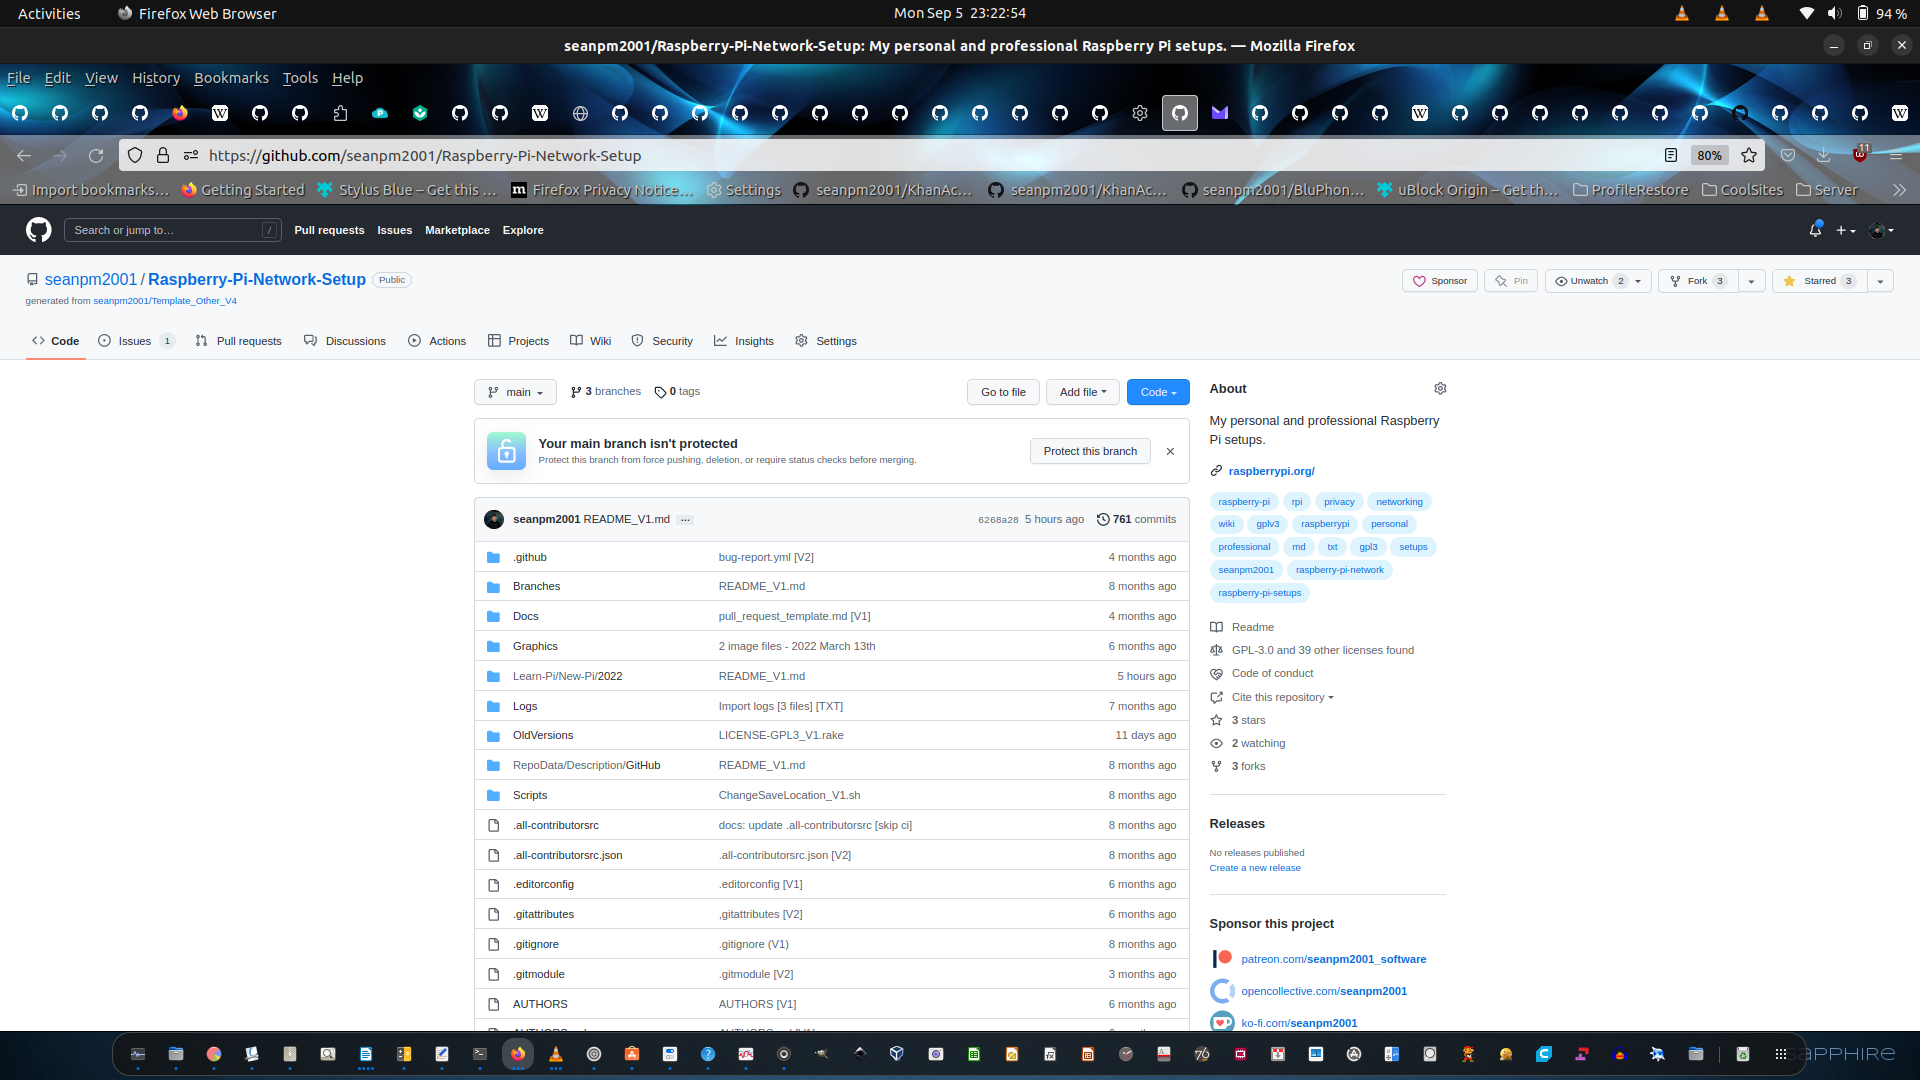 Activities Firefox Web Browser Mon Sep 5 23:22:54 94 %
seanpm2001/Raspberry-Pi-Network-Setup: My personal and professional Raspberry Pi setups. — Mozilla Firefox
File Edit View History Bookmarks Tools Help
https://github.com/seanpm2001/Raspberry-Pi-Network-Setup 80% 11
Import bookmarks… Getting Started Stylus Blue – Get this … Firefox Privacy Notice… Settings seanpm2001/KhanAc… seanpm2001/KhanAc… seanpm2001/BluPhon… uBlock Origin – Get th… ProfileRestore CoolSites Server
Search or jump to… / Pull requests Issues Marketplace Explore
seanpm2001 / Raspberry-Pi-Network-Setup Public Sponsor Pin Unwatch 2 Fork 3 Starred 3
generated from seanpm2001/Template_Other_V4
Code Issues 1 Pull requests Discussions Actions Projects Wiki Security Insights Settings
main 3 branches 0 tags Go to file Add file Code
Your main branch isn't protected
Protect this branch from force pushing, deletion, or require status checks before merging.
Protect this branch
seanpm2001 README_V1.md ... 6268a28 5 hours ago 761 commits
.github bug-report.yml [V2] 4 months ago
Branches README_V1.md 8 months ago
Docs pull_request_template.md [V1] 4 months ago
Graphics 2 image files - 2022 March 13th 6 months ago
Learn-Pi/New-Pi/2022 README_V1.md 5 hours ago
Logs Import logs [3 files] [TXT] 7 months ago
OldVersions LICENSE-GPL3_V1.rake 11 days ago
RepoData/Description/GitHub README_V1.md 8 months ago
Scripts ChangeSaveLocation_V1.sh 8 months ago
.all-contributorsrc docs: update .all-contributorsrc [skip ci] 8 months ago
.all-contributorsrc.json .all-contributorsrc.json [V2] 8 months ago
.editorconfig .editorconfig [V1] 6 months ago
.gitattributes ,gitattributes [V2] 6 months ago
.gitignore .gitignore (V1) 8 months ago
.gitmodule .gitmodule [V2] 3 months ago
AUTHORS AUTHORS [V1] 6 months ago
About
My personal and professional Raspberry
Pi setups.
raspberrypi.org/
raspberry-pi rpi privacy networking
wiki gplv3 raspberrypi personal
professional md txt gpl3 setups
seanpm2001 raspberry-pi-network
raspberry-pi-setups
Readme
GPL-3.0 and 39 other licenses found
Code of conduct
Cite this repository
3 stars
2 watching
3 forks
Releases
No releases published
Create a new release
Sponsor this project
patreon.com/seanpm2001_software
opencollective.com/seanpm2001
ko-fi.com/seanpm2001
SAPPHIRE